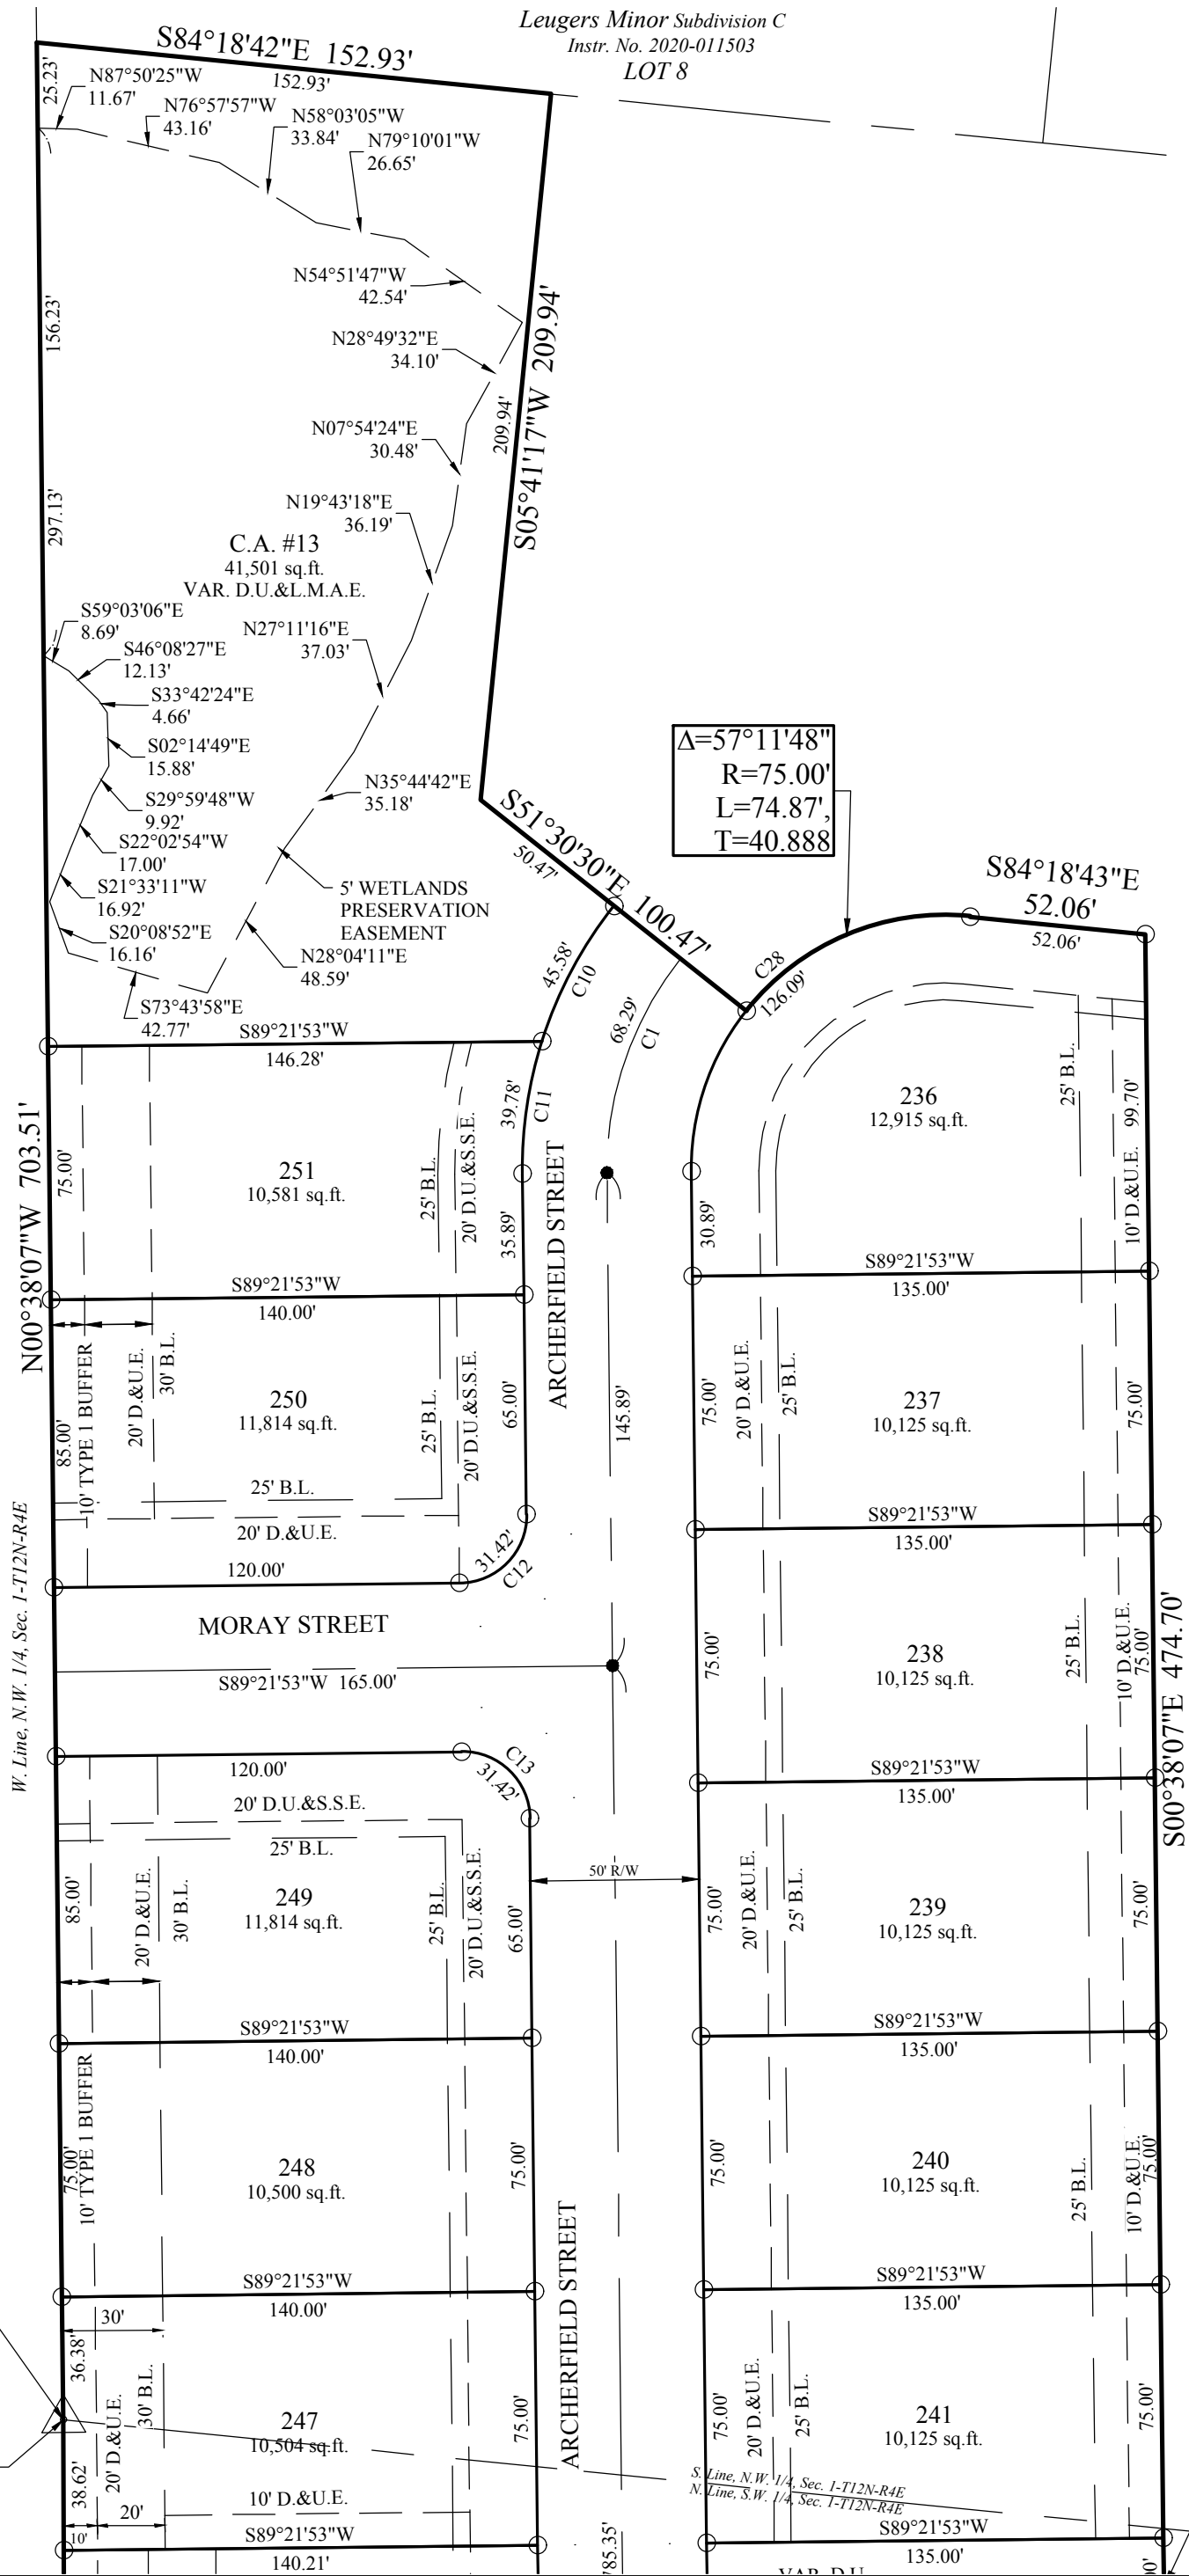 Leugers Minor Subdivision C
Instr. No. 2020-011503
LOT 8
S84°18'42"E 152.93'
152.93'
25.23'
N87°50'25"W
11.67'
N76°57'57"W
43.16'
N58°03'05"W
33.84'
N79°10'01"W
26.65'
N54°51'47"W
42.54'
156.23'
N28°49'32"E
34.10'
S05°41'17"W 209.94'
209.94'
N07°54'24"E
30.48'
N19°43'18"E
36.19'
297.13'
C.A. #13
41,501 sq.ft.
VAR. D.U.&L.M.A.E.
S59°03'06"E
8.69'
N27°11'16"E
37.03'
S46°08'27"E
12.13'
S33°42'24"E
4.66'
S02°14'49"E
15.88'
N35°44'42"E
35.18'
S29°59'48"W
9.92'
S22°02'54"W
17.00'
S21°33'11"W
16.92'
S20°08'52"E
16.16'
5' WETLANDS
PRESERVATION
EASEMENT
N28°04'11"E
48.59'
S73°43'58"E
42.77'
Δ=57°11'48"
R=75.00'
L=74.87',
T=40.888
S51°30'30"E 100.47'
50.47'
S84°18'43"E
52.06'
52.06'
45.58'
C10
68.29'
C1
C28
126.09'
S89°21'53"W
146.28'
39.78'
C11
25' B.L.
236
12,915 sq.ft.
99.70'
10' D.&U.E.
N00°38'07"W 703.51'
75.00'
251
10,581 sq.ft.
25' B.L.
20' D.U.&S.S.E.
35.89'
ARCHERFIELD STREET
30.89'
S89°21'53"W
140.00'
S89°21'53"W
135.00'
85.00'
10' TYPE 1 BUFFER
20' D.&U.E.
30' B.L.
250
11,814 sq.ft.
25' B.L.
20' D.U.&S.S.E.
65.00'
145.89'
75.00'
20' D.&U.E.
25' B.L.
237
10,125 sq.ft.
75.00'
25' B.L.
20' D.&U.E.
31.42'
C12
120.00'
S89°21'53"W
135.00'
W. Line, N.W. 1/4, Sec. 1-T12N-R4E
MORAY STREET
S89°21'53"W 165.00'
75.00'
238
10,125 sq.ft.
25' B.L.
10' D.&U.E.
75.00'
S00°38'07"E 474.70'
120.00'
C13
31.42'
S89°21'53"W
135.00'
20' D.U.&S.S.E.
25' B.L.
85.00'
20' D.&U.E.
30' B.L.
249
11,814 sq.ft.
25' B.L.
20' D.U.&S.S.E.
65.00'
50' R/W
75.00'
20' D.&U.E.
25' B.L.
239
10,125 sq.ft.
75.00'
S89°21'53"W
140.00'
S89°21'53"W
135.00'
75.00'
10' TYPE 1 BUFFER
248
10,500 sq.ft.
75.00'
75.00'
240
10,125 sq.ft.
25' B.L.
10' D.&U.E.
75.00'
S89°21'53"W
140.00'
S89°21'53"W
135.00'
30'
36.38'
38.62'
20' D.&U.E.
30' B.L.
247
10,504 sq.ft.
75.00'
ARCHERFIELD STREET
75.00'
20' D.&U.E.
25' B.L.
241
10,125 sq.ft.
75.00'
S. Line, N.W. 1/4, Sec. 1-T12N-R4E
N. Line, S.W. 1/4, Sec. 1-T12N-R4E
10'
20'
10' D.&U.E.
S89°21'53"W
140.21'
785.35'
S89°21'53"W
135.00'